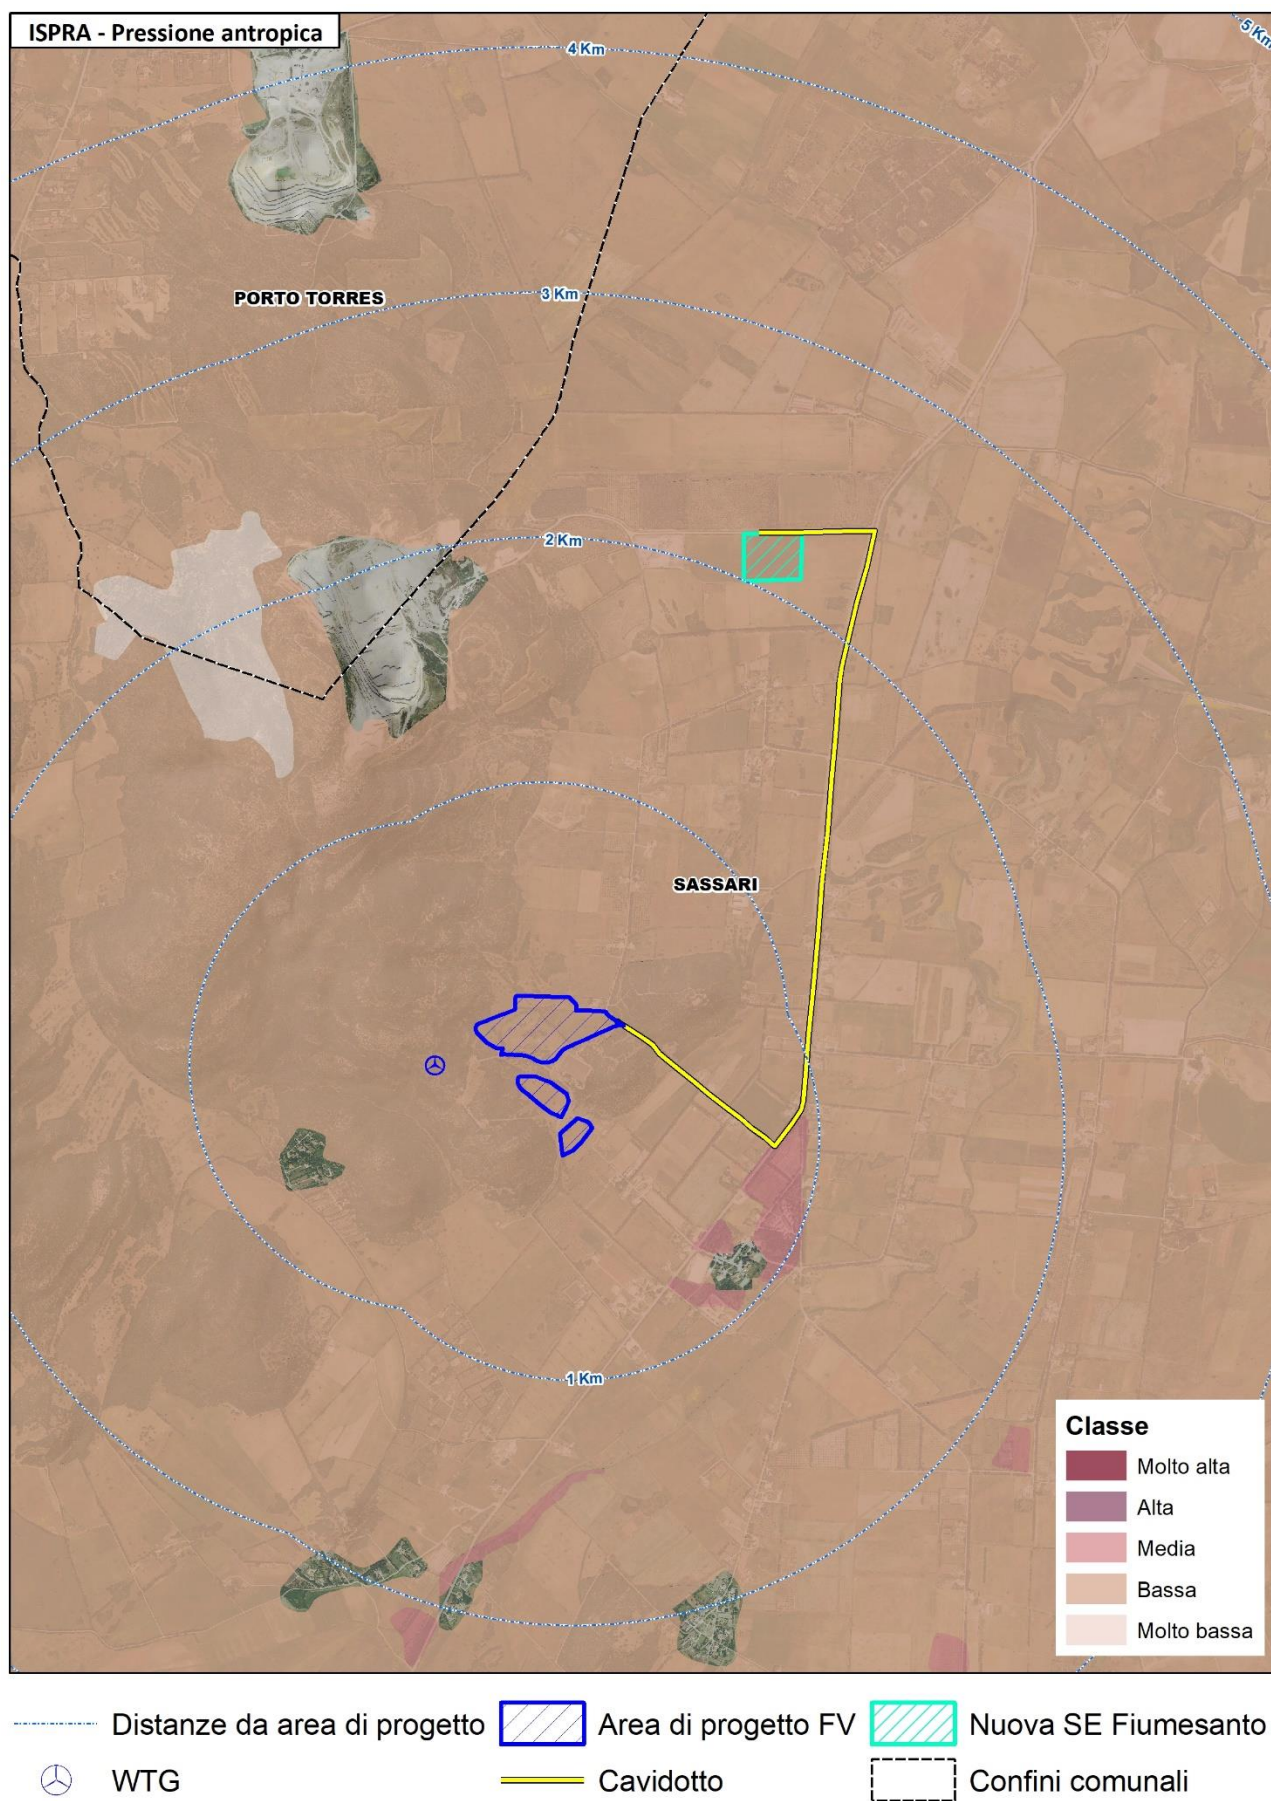 ISPRA - Pressione antropica
5 Km
4 Km
PORTO TORRES
3 Km
2 Km
SASSARI
1 Km
Classe
Molto alta
Alta
Media
Bassa
Molto bassa
Distanze da area di progetto
Area di progetto FV
Nuova SE Fiumesanto
WTG
Cavidotto
Confini comunali